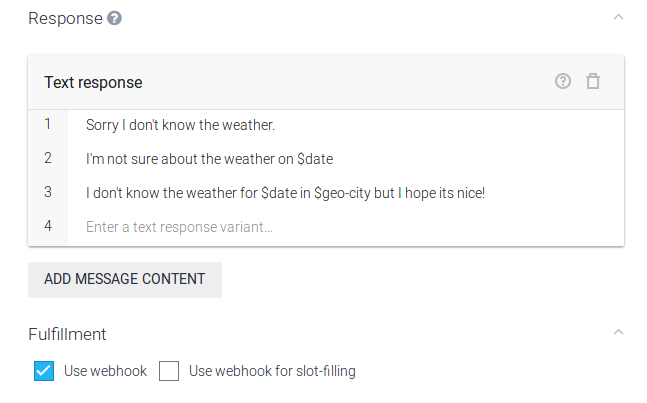 Response
Text response
1 Sorry I don't know the weather.
2 I'm not sure about the weather on $date
3 I don't know the weather for $date in $geo-city but I hope its nice!
4 Enter a text response variant...
ADD MESSAGE CONTENT
Fulfillment
Use webhook Use webhook for slot-filling